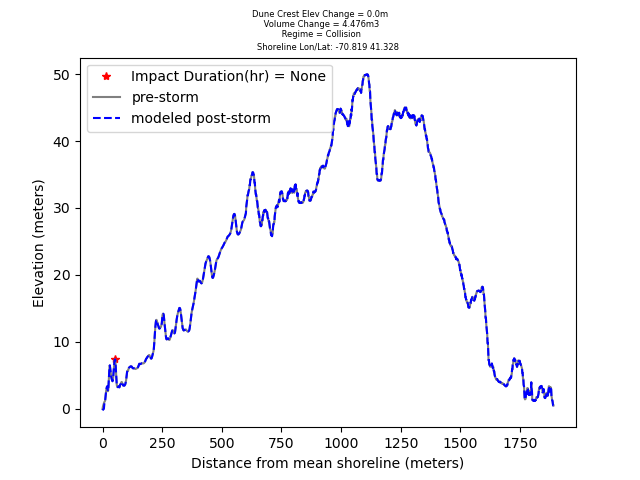 Dune Crest Elev Change = 0.0m
Volume Change = 4.476m3
Regime = Collision
Shoreline Lon/Lat: -70.819 41.328
Impact Duration(hr) = None
pre-storm
modeled post-storm
50
40
30
20
10
0
Elevation (meters)
0 250 500 750 1000 1250 1500 1750
Distance from mean shoreline (meters)